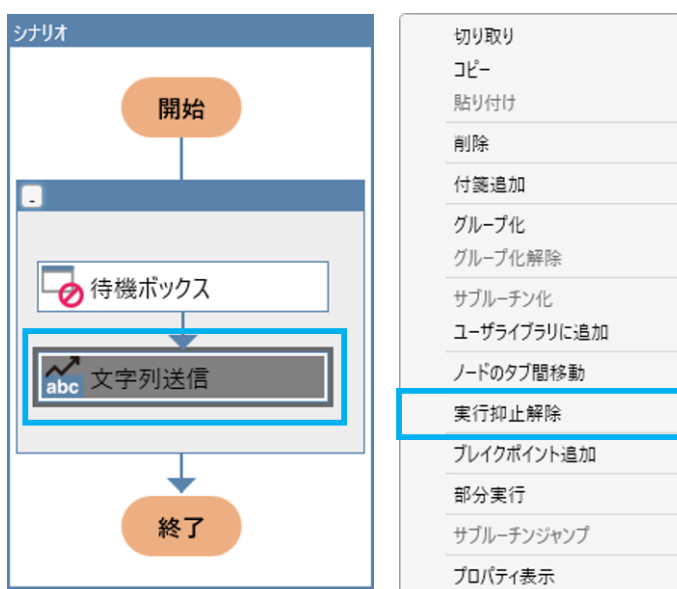 シナリオ
開始
-
待機ボックス
abc 文字列送信
終了
切り取り
コピー
貼り付け
削除
付箋追加
グループ化
グループ化解除
サブルーチン化
ユーザライブラリに追加
ノードのタブ間移動
実行抑止解除
ブレイクポイント追加
部分実行
サブルーチンジャンプ
プロパティ表示